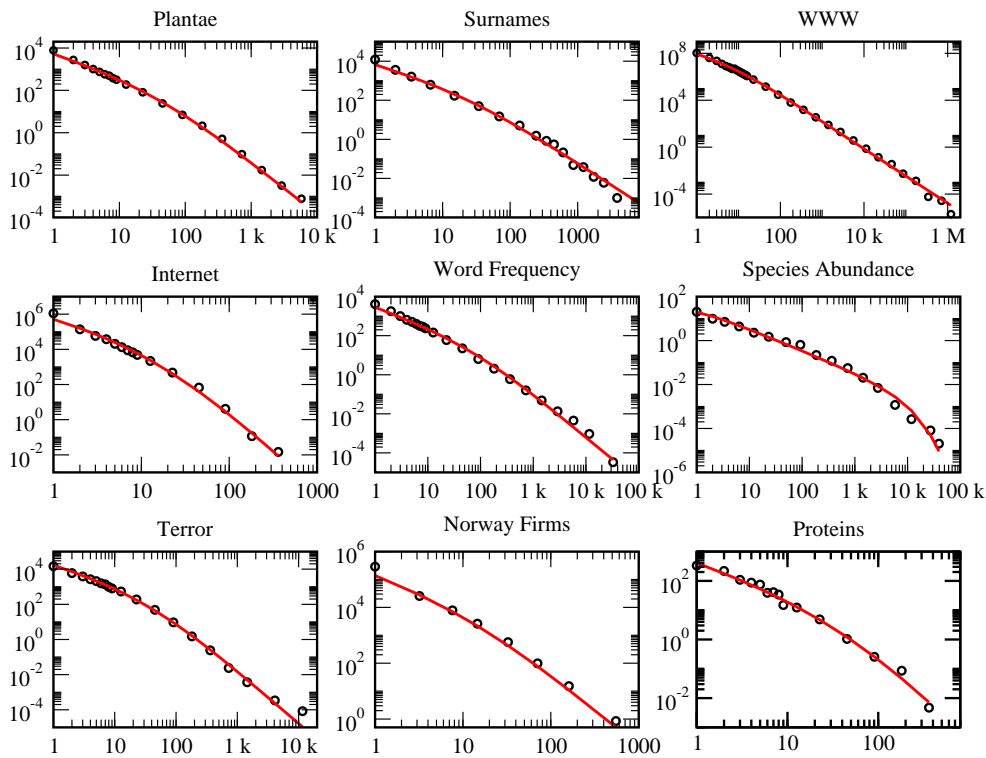 Plantae
10^4
10^2
10^0
10^-2
10^-4
1 10 100 1 k 10 k
Surnames
10^4
10^2
10^0
10^-2
10^-4
1 10 100 1000
WWW
10^8
10^4
10^0
10^-4
1 100 10 k 1 M
Internet
10^6
10^4
10^2
10^0
10^-2
1 10 100 1000
Word Frequency
10^4
10^2
10^0
10^-2
10^-4
1 10 100 1 k 10 k 100 k
Species Abundance
10^2
10^0
10^-2
10^-4
10^-6
1 10 100 1 k 10 k 100 k
Terror
10^4
10^2
10^0
10^-2
10^-4
1 10 100 1 k 10 k
Norway Firms
10^6
10^4
10^2
10^0
1 10 100 1000
Proteins
10^2
10^0
10^-2
1 10 100